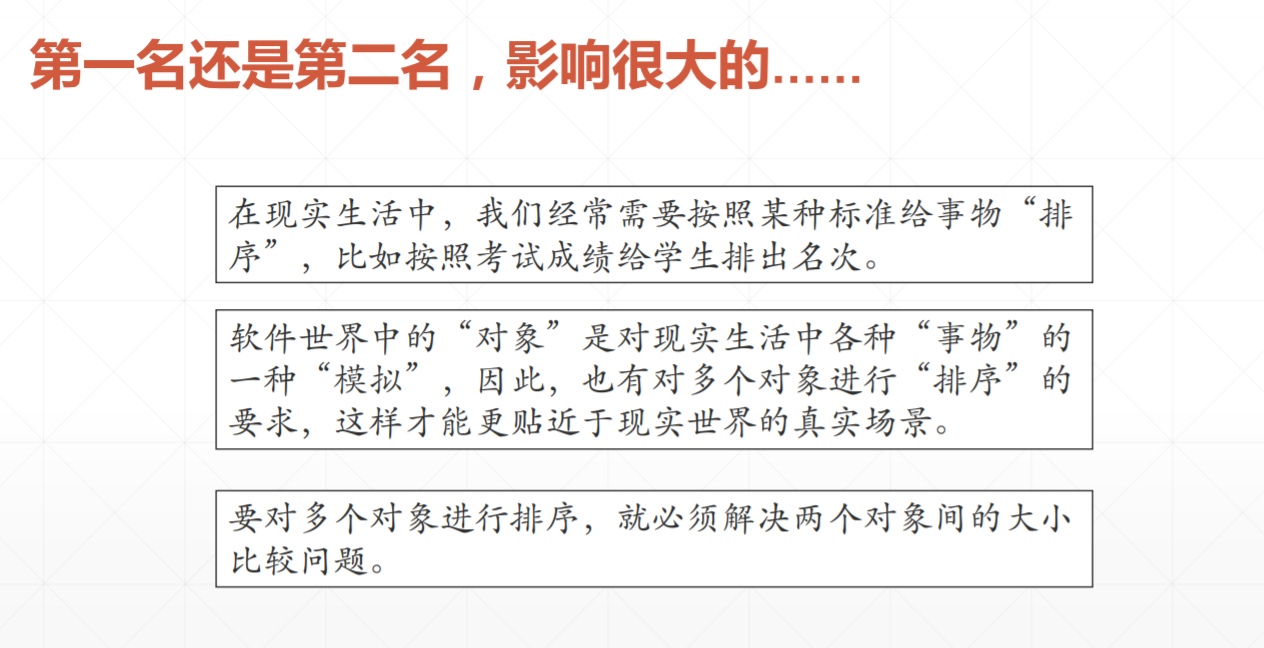 第一名还是第二名，影响很大的……
在现实生活中，我们经常需要按照某种标准给事物“排
序”，比如按照考试成绩给学生排出名次。
软件世界中的“对象”是对现实生活中各种“事物”的
一种“模拟”，因此，也有对多个对象进行“排序”的
要求，这样才能更贴近于现实世界的真实场景。
要对多个对象进行排序，就必须解决两个对象间的大小
比较问题。